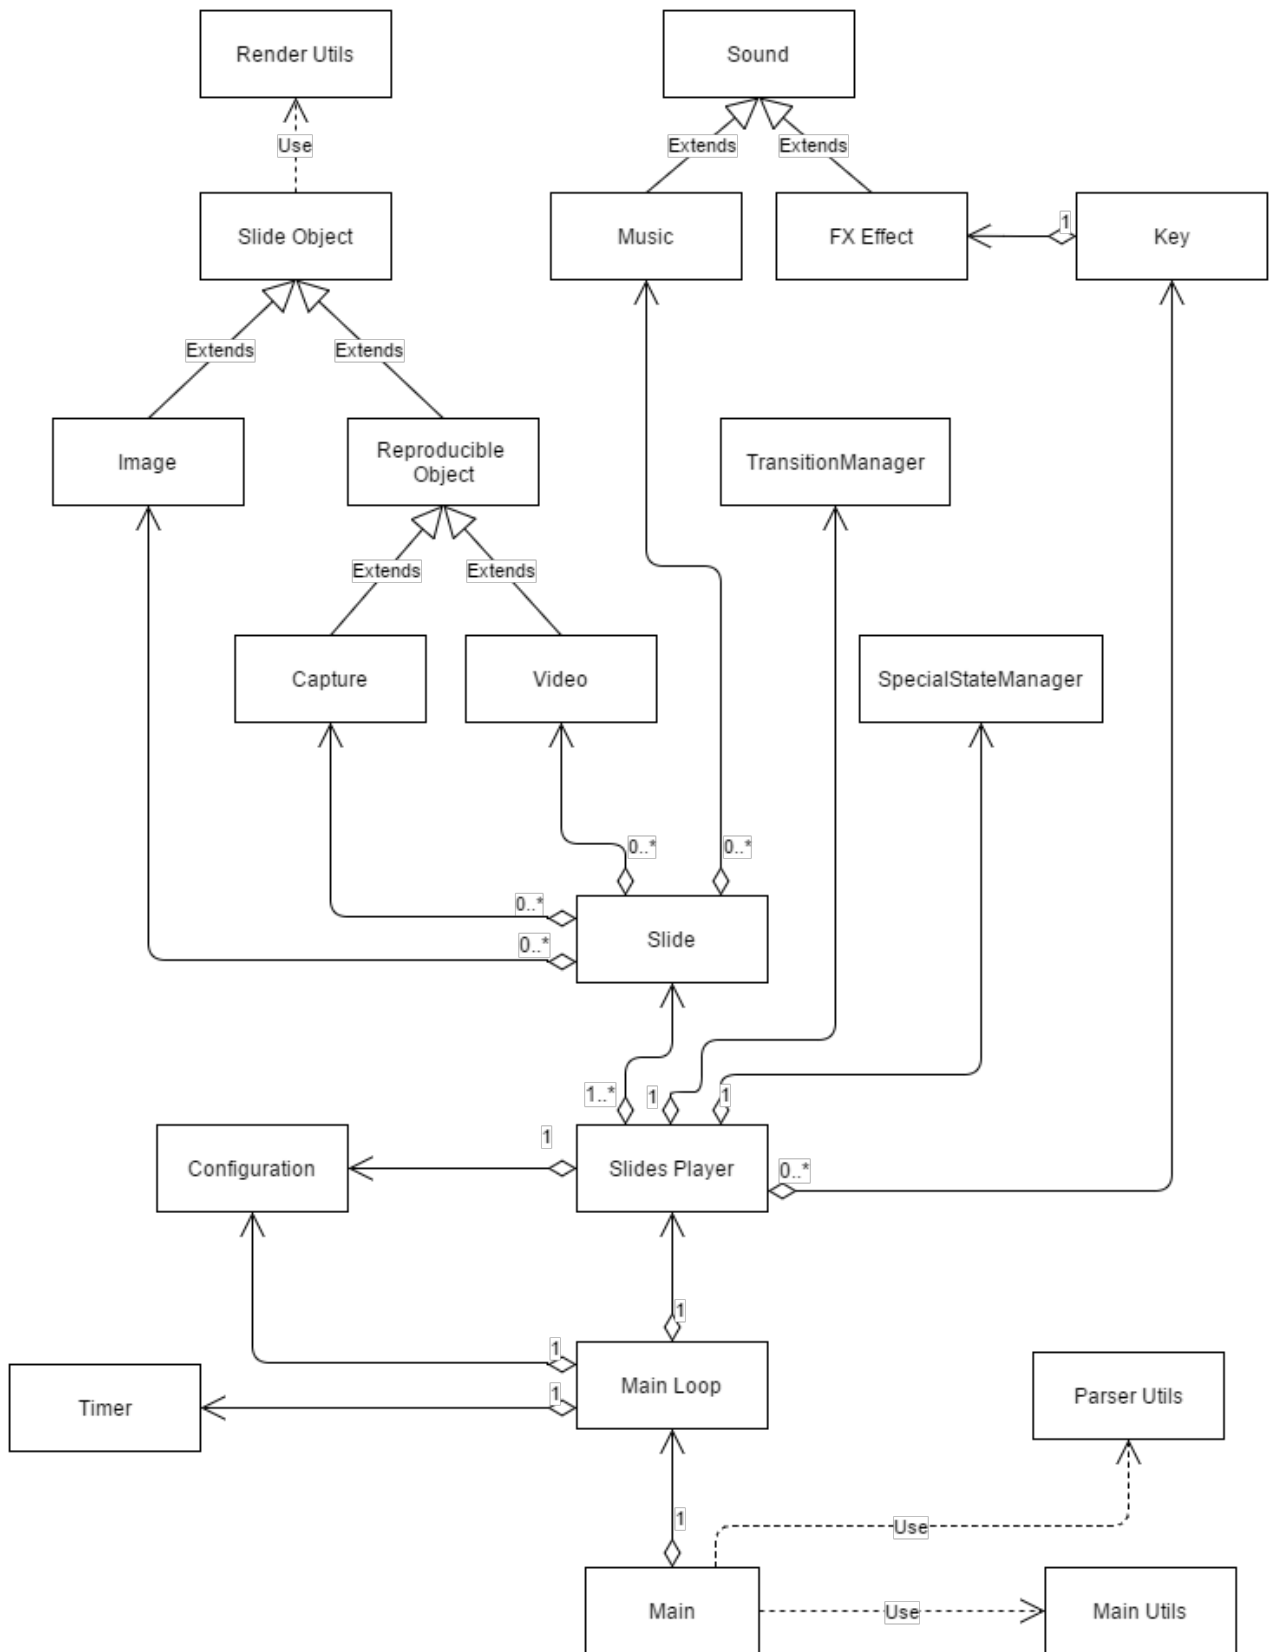 Render Utils
Sound
Use
Extends
Extends
Slide Object
Music
FX Effect
1
Key
Extends
Extends
Image
Reproducible
Object
TransitionManager
Extends
Extends
Capture
Video
SpecialStateManager
0..*
0..*
0..*
0..*
Slide
1..*
1
1
1
Configuration
Slides Player
0..*
1
1
1
Main Loop
Timer
Parser Utils
1
Use
Main
Use
Main Utils